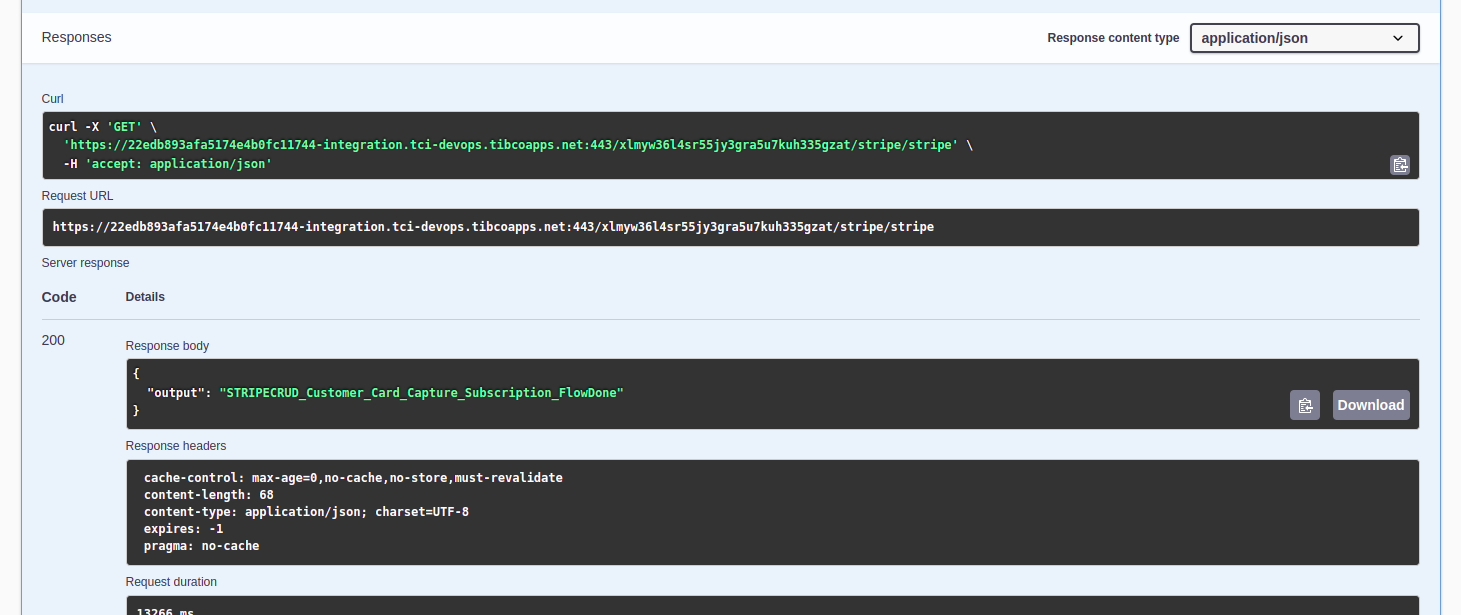 Responses
Response content type
application/json
Curl
curl -X 'GET' \
'https://22edb893afa5174e4b0fc11744-integration.tci-devops.tibcoapps.net:443/xlmyw36l4sr55jy3gra5u7kuh335gzat/stripe/stripe' \
-H 'accept: application/json'
Request URL
https://22edb893afa5174e4b0fc11744-integration.tci-devops.tibcoapps.net:443/xlmyw36l4sr55jy3gra5u7kuh335gzat/stripe/stripe
Server response
Code Details
200
Response body
{
"output": "STRIPECRUD_Customer_Card_Capture_Subscription_FlowDone"
}
Download
Response headers
cache-control: max-age=0,no-cache,no-store,must-revalidate
content-length: 68
content-type: application/json; charset=UTF-8
expires: -1
pragma: no-cache
Request duration
13266 ms